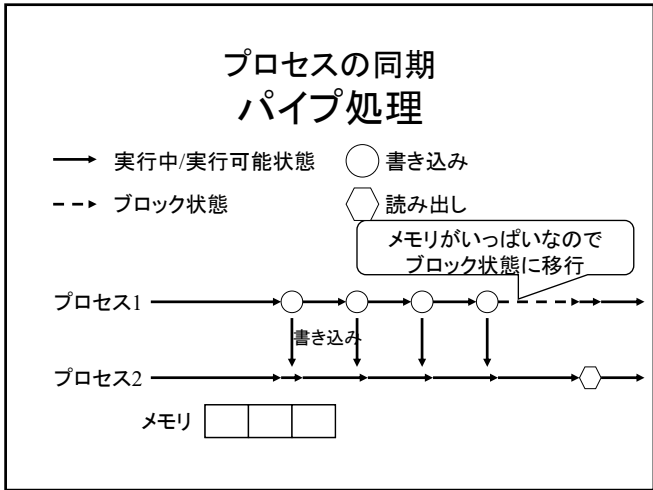 プロセスの同期
パイプ処理
実行中/実行可能状態
書き込み
ブロック状態
読み出し
メモリがいっぱいなので
ブロック状態に移行
プロセス1
書き込み
プロセス2
メモリ